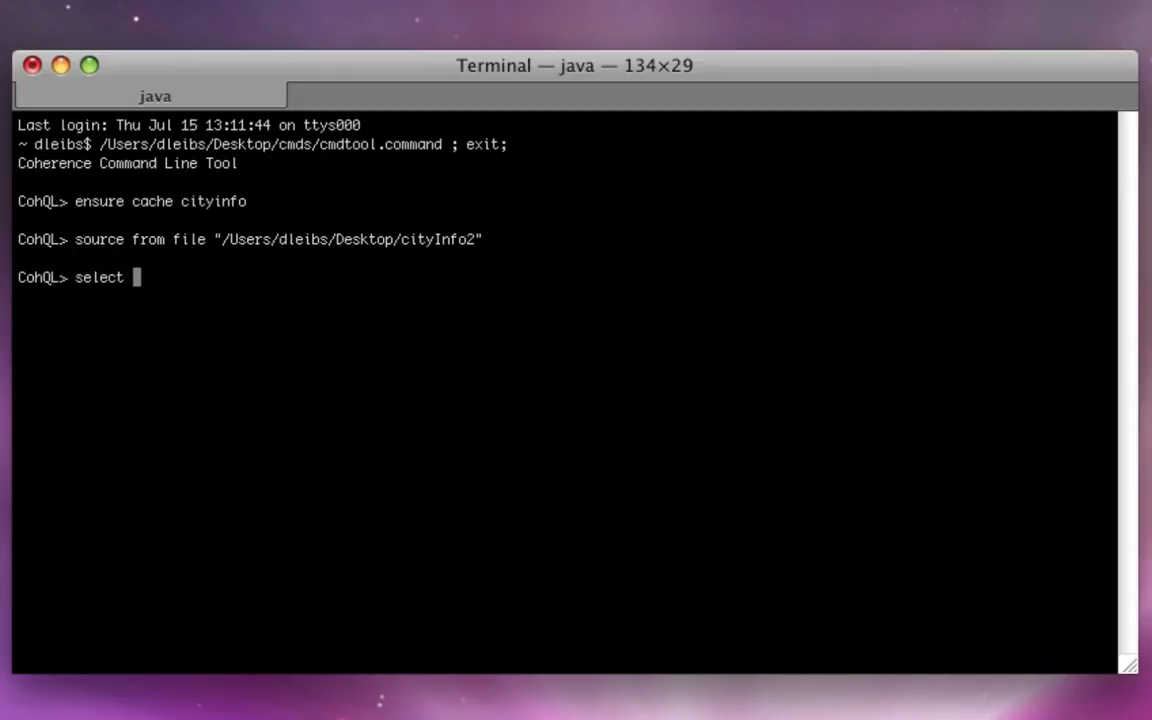 Terminal — java — 134×29
java
Last login: Thu Jul 15 13:11:44 on ttys000
~ dleibs$ /Users/dleibs/Desktop/cmds/cmdtool.command ; exit;
Coherence Command Line Tool
CohQL> ensure cache cityinfo
CohQL> source from file "/Users/dleibs/Desktop/cityInfo2"
CohQL> select